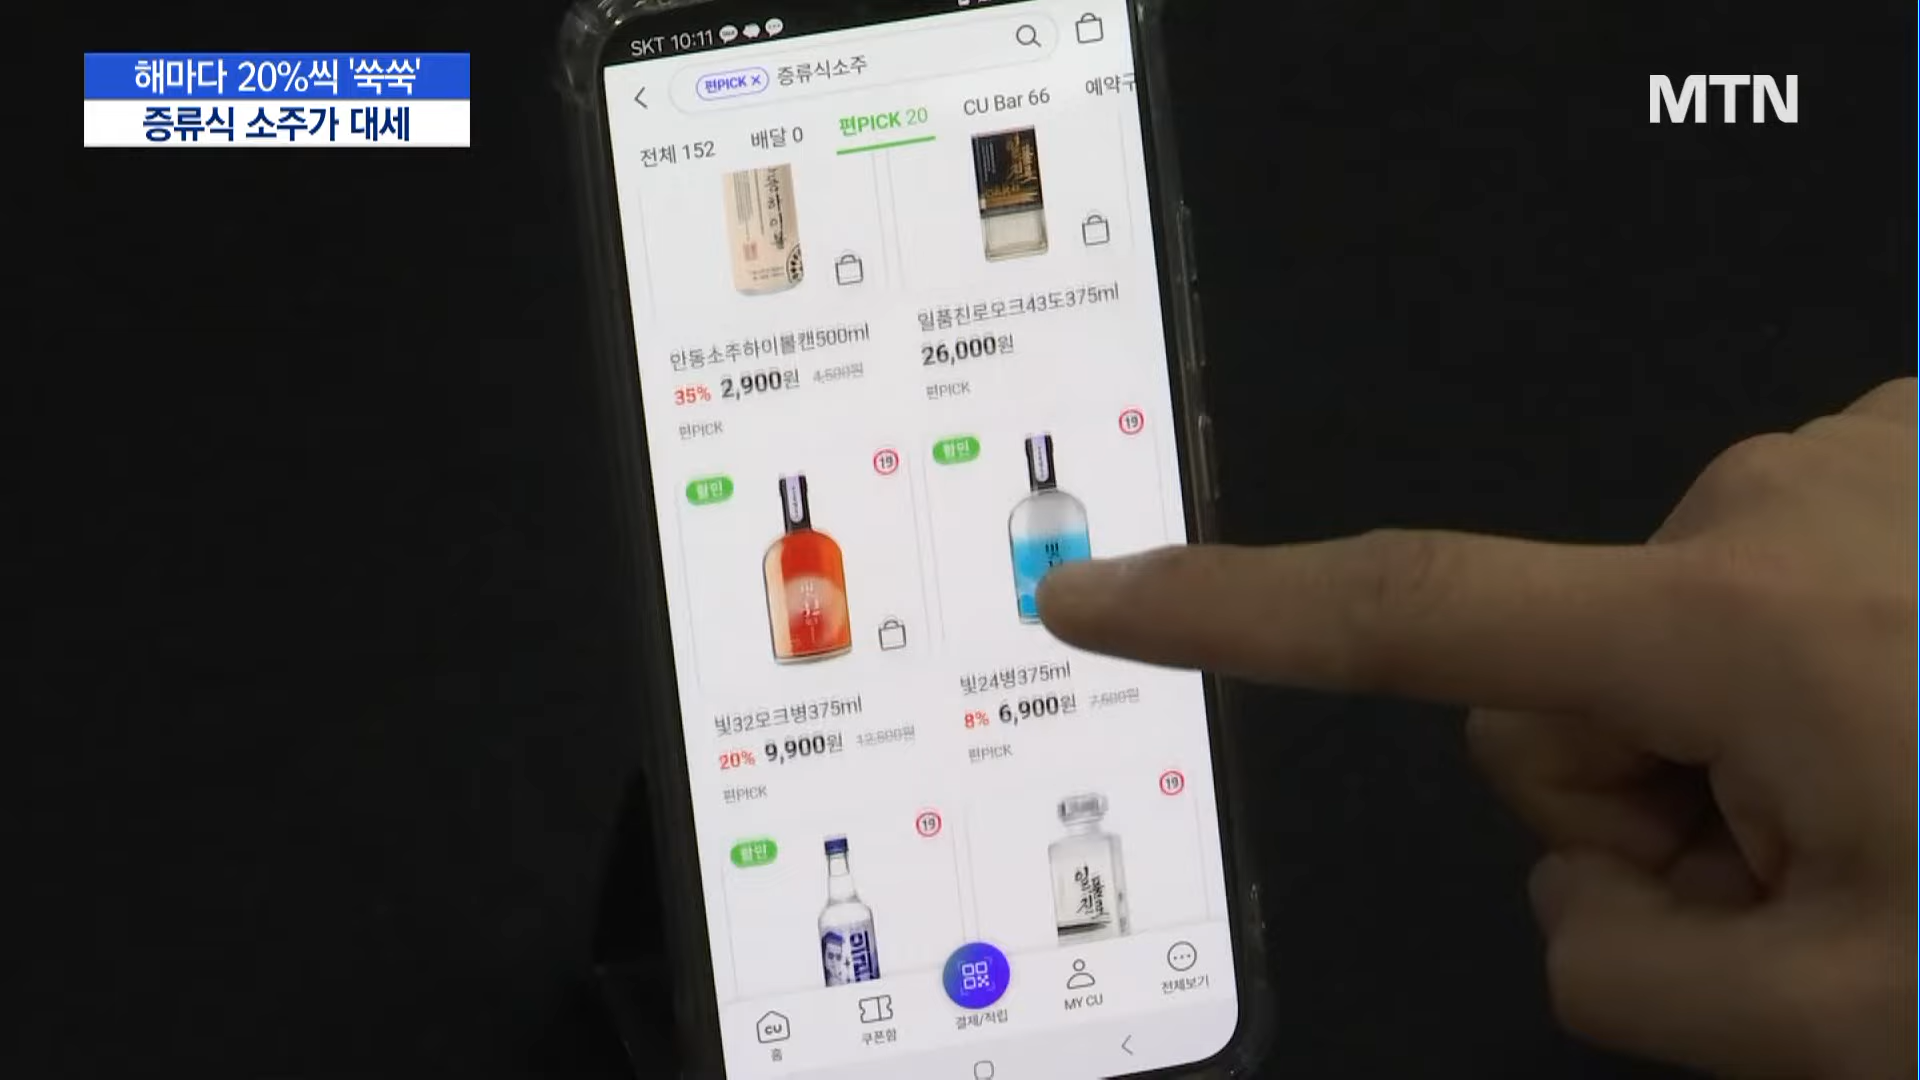 해마다 20%씩 '쑥쑥'
증류식 소주가 대세
MTN
SKT 10:11
편PICK × 증류식소주
전체 152 배달 0 편PICK 20 CU Bar 66 예약구
안동소주하이볼캔500ml
35% 2,900원 4,500원
편PICK
일품진로오크43도375ml
26,000원
편PICK
할인 19
할인 19
빛32오크병375ml
20% 9,900원 12,500원
편PICK
빛24병375ml
8% 6,900원 7,500원
편PICK
할인 19
19
일품
진로
CU
홈 쿠폰함 결제/적립 MY CU 전체보기